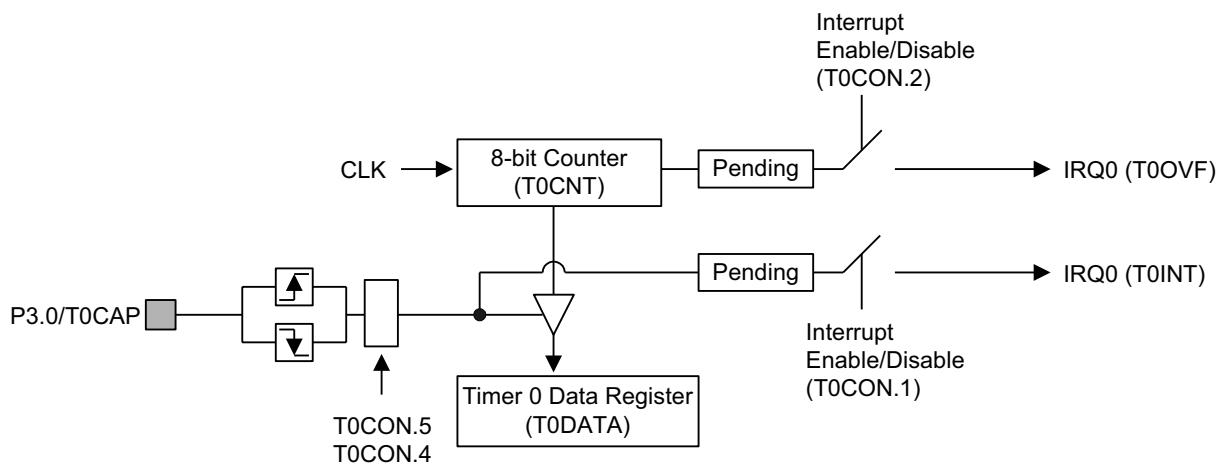 Interrupt
Enable/Disable
(T0CON.2)
CLK
8-bit Counter
(T0CNT)
Pending
IRQ0 (T0OVF)
Pending
IRQ0 (T0INT)
P3.0/T0CAP
Interrupt
Enable/Disable
(T0CON.1)
Timer 0 Data Register
(T0DATA)
T0CON.5
T0CON.4